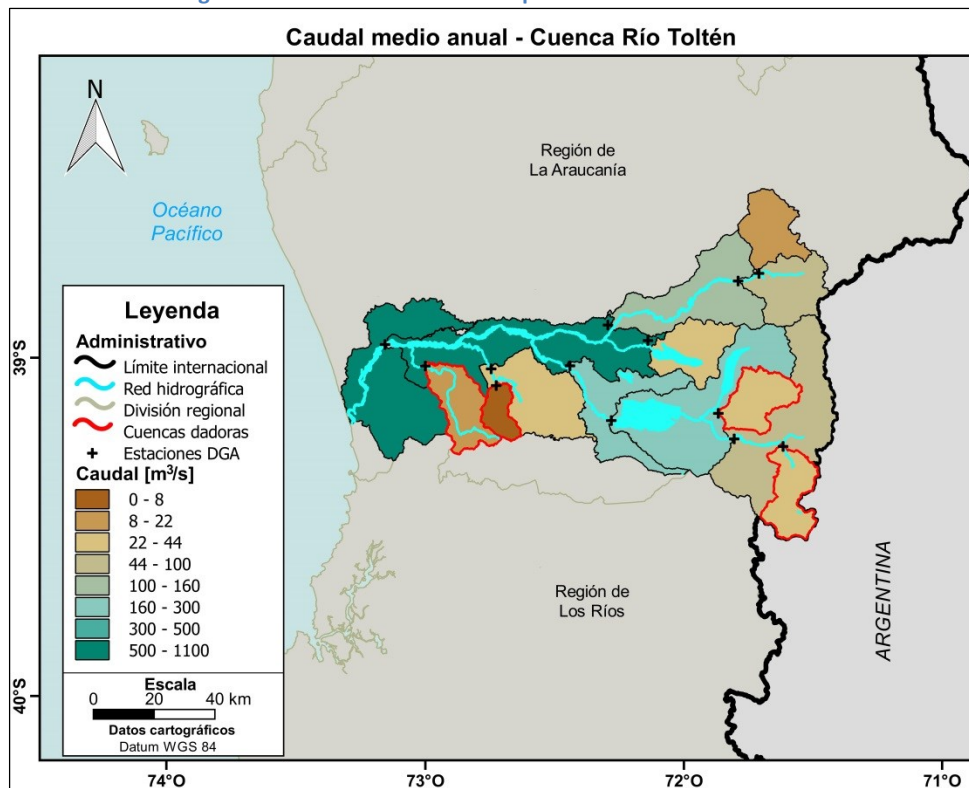 Caudal medio anual - Cuenca Río Toltén
N
Región de
La Araucanía
Océano
Pacífico
Leyenda
Administrativo
Límite internacional
Red hidrográfica
División regional
Cuencas dadoras
Estaciones DGA
Caudal [m³/s]
0 - 8
8 - 22
22 - 44
44 - 100
100 - 160
160 - 300
300 - 500
500 - 1100
Escala
0 20 40 km
Datos cartográficos
Datum WGS 84
Región de
Los Ríos
ARGENTINA
39°S
40°S
74°O
73°O
72°O
71°O